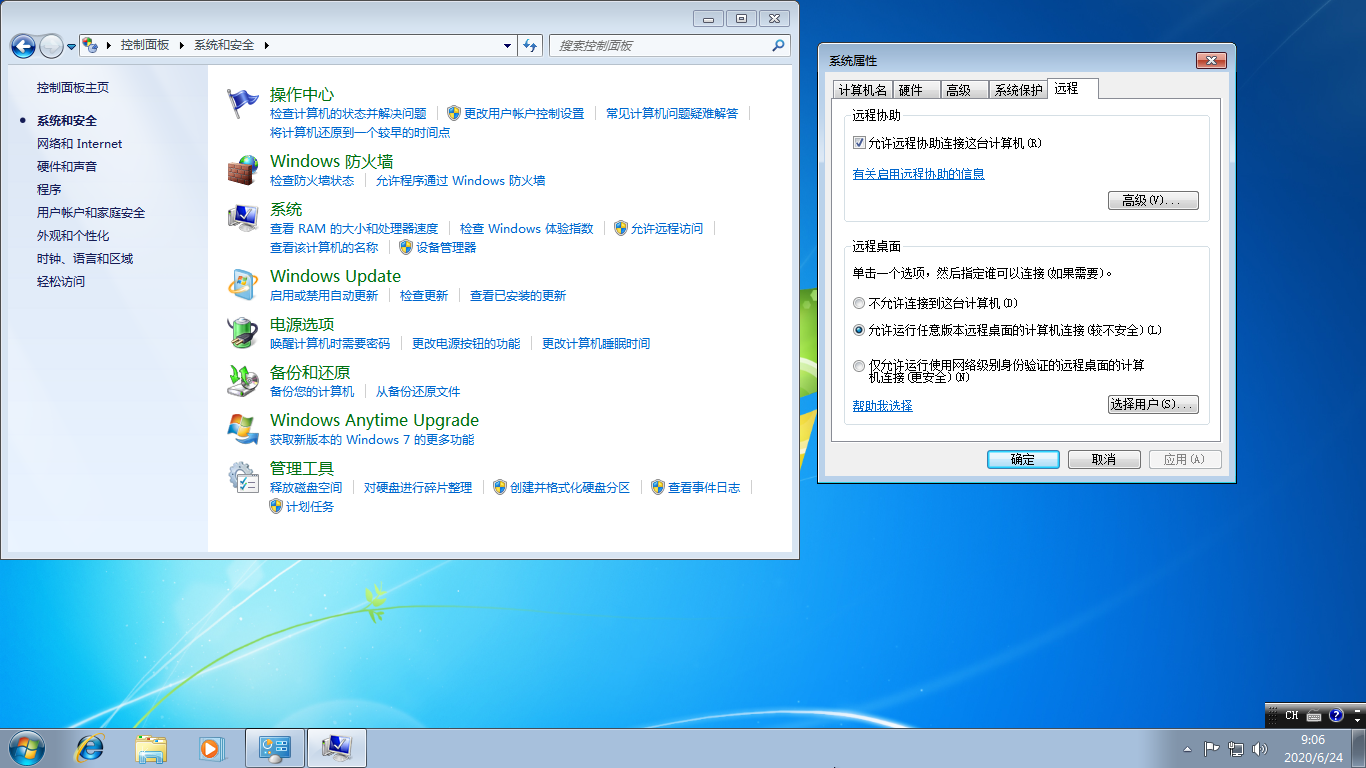 控制面板 系统和安全
搜索控制面板
控制面板主页
系统和安全
网络和 Internet
硬件和声音
程序
用户帐户和家庭安全
外观和个性化
时钟、语言和区域
轻松访问
操作中心
检查计算机的状态并解决问题 更改用户帐户控制设置 常见计算机问题疑难解答
将计算机还原到一个较早的时间点
Windows 防火墙
检查防火墙状态 允许程序通过 Windows 防火墙
系统
查看 RAM 的大小和处理器速度 检查 Windows 体验指数 允许远程访问
查看该计算机的名称 设备管理器
Windows Update
启用或禁用自动更新 检查更新 查看已安装的更新
电源选项
唤醒计算机时需要密码 更改电源按钮的功能 更改计算机睡眠时间
备份和还原
备份您的计算机 从备份还原文件
Windows Anytime Upgrade
获取新版本的 Windows 7 的更多功能
管理工具
释放磁盘空间 对硬盘进行碎片整理 创建并格式化硬盘分区 查看事件日志
计划任务
系统属性
计算机名 硬件 高级 系统保护 远程
远程协助
允许远程协助连接这台计算机(R)
有关启用远程协助的信息
高级(V)...
远程桌面
单击一个选项，然后指定谁可以连接(如果需要)。
不允许连接到这台计算机(D)
允许运行任意版本远程桌面的计算机连接(较不安全)(L)
仅允许运行使用网络级别身份验证的远程桌面的计算
机连接(更安全)(N)
帮助我选择
选择用户(S)...
确定 取消 应用(A)
CH
9:06
2020/6/24